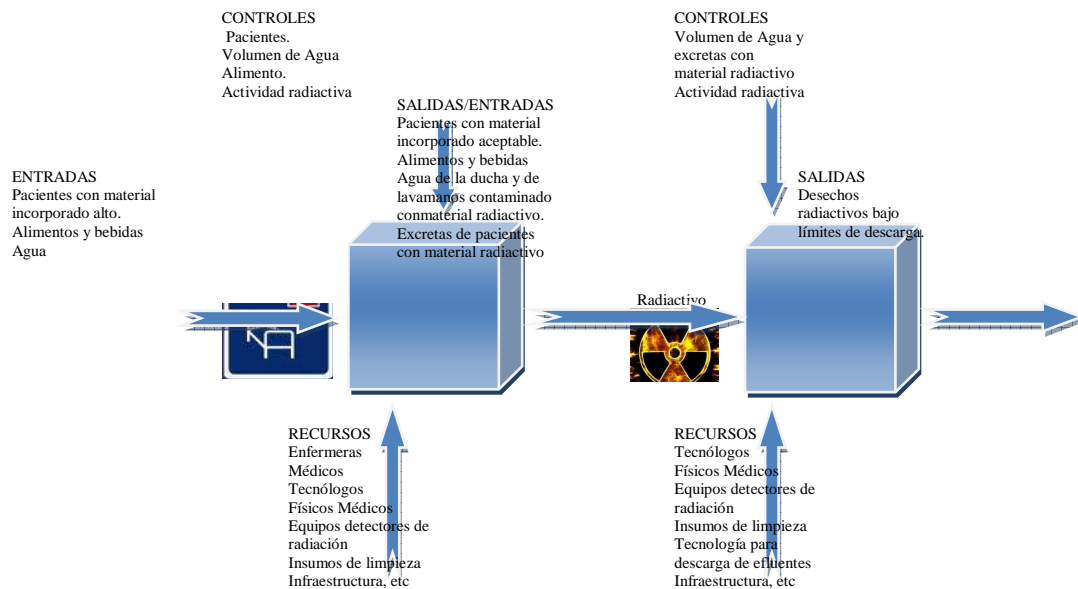 CONTROLES
Pacientes.
Volumen de Agua
Alimento.
Actividad radiactiva
CONTROLES
Volumen de Agua y
excretas con
material radiactivo
Actividad radiactiva
SALIDAS/ENTRADAS
Pacientes con material
incorporado aceptable.
Alimentos y bebidas
Agua de la ducha y de
lavamanos contaminado
conmaterial radiactivo.
Excretas de pacientes
con material radiactivo
ENTRADAS
Pacientes con material
incorporado alto.
Alimentos y bebidas
Agua
SALIDAS
Desechos
radiactivos bajo
límites de descarga.
Radiactivo
RECURSOS
Enfermeras
Médicos
Tecnólogos
Físicos Médicos
Equipos detectores de
radiación
Insumos de limpieza
Infraestructura, etc
RECURSOS
Tecnólogos
Físicos Médicos
Equipos detectores de
radiación
Insumos de limpieza
Tecnología para
descarga de efluentes
Infraestructura, etc